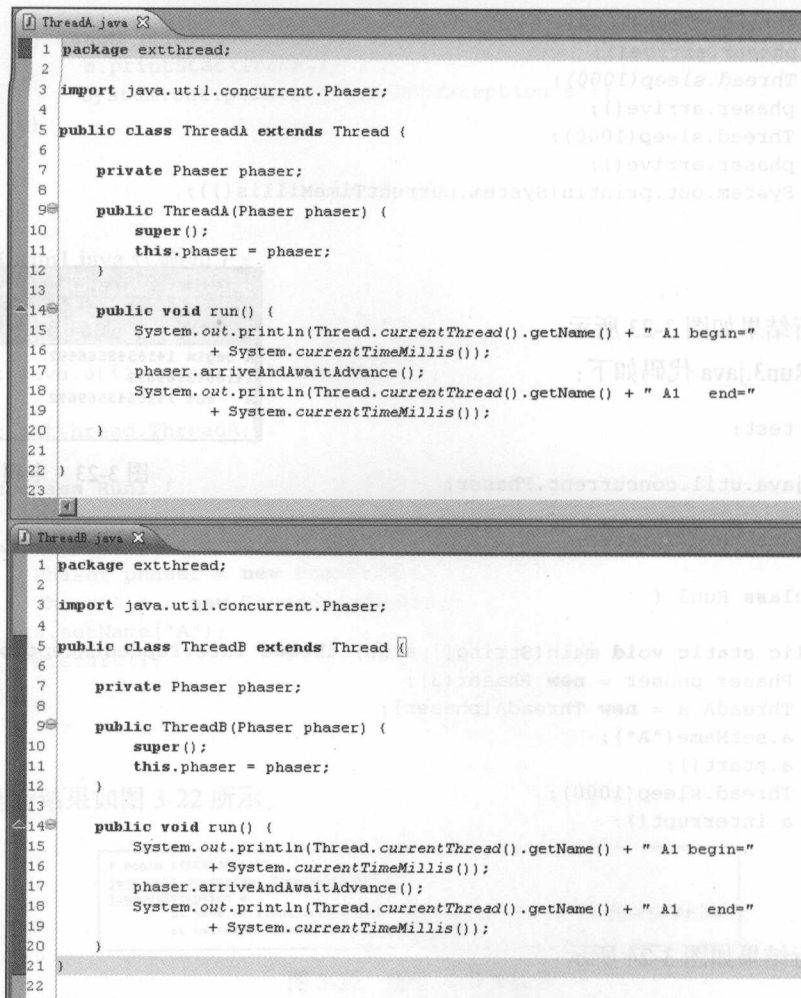 ThreadA.java
1 package extthread;
2
3 import java.util.concurrent.Phaser;
4
5 public class ThreadA extends Thread {
6
7 private Phaser phaser;
8
9 public ThreadA(Phaser phaser) {
10 super();
11 this.phaser = phaser;
12 }
13
14 public void run() {
15 System.out.println(Thread.currentThread().getName() + " A1 begin="
16 + System.currentTimeMillis());
17 phaser.arriveAndAwaitAdvance();
18 System.out.println(Thread.currentThread().getName() + " A1   end="
19 + System.currentTimeMillis());
20 }
21
22 }
23
ThreadB.java
1 package extthread;
2
3 import java.util.concurrent.Phaser;
4
5 public class ThreadB extends Thread {
6
7 private Phaser phaser;
8
9 public ThreadB(Phaser phaser) {
10 super();
11 this.phaser = phaser;
12 }
13
14 public void run() {
15 System.out.println(Thread.currentThread().getName() + " A1 begin="
16 + System.currentTimeMillis());
17 phaser.arriveAndAwaitAdvance();
18 System.out.println(Thread.currentThread().getName() + " A1   end="
19 + System.currentTimeMillis());
20 }
21 }
22